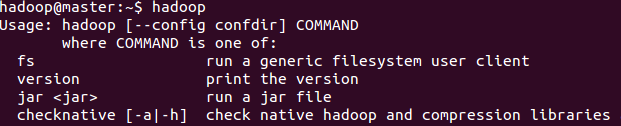 hadoop@master:~$ hadoop
Usage: hadoop [--config confdir] COMMAND
where COMMAND is one of:
fs run a generic filesystem user client
version print the version
jar <jar> run a jar file
checknative [-a|-h] check native hadoop and compression libraries